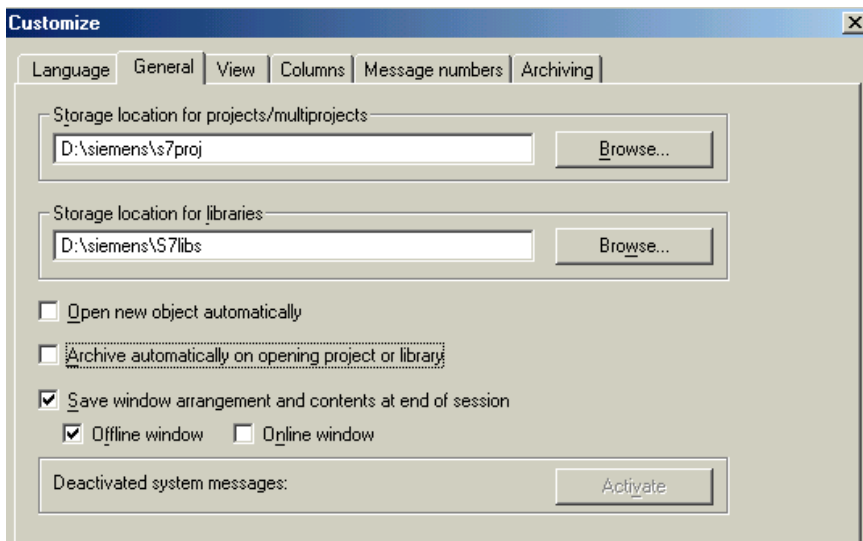 Customize
Language General View Columns Message numbers Archiving
Storage location for projects/multiprojects
D:\siemens\s7proj Browse...
Storage location for libraries
D:\siemens\S7libs Browse...
Open new object automatically
Archive automatically on opening project or library
Save window arrangement and contents at end of session
Offline window Online window
Deactivated system messages: Activate